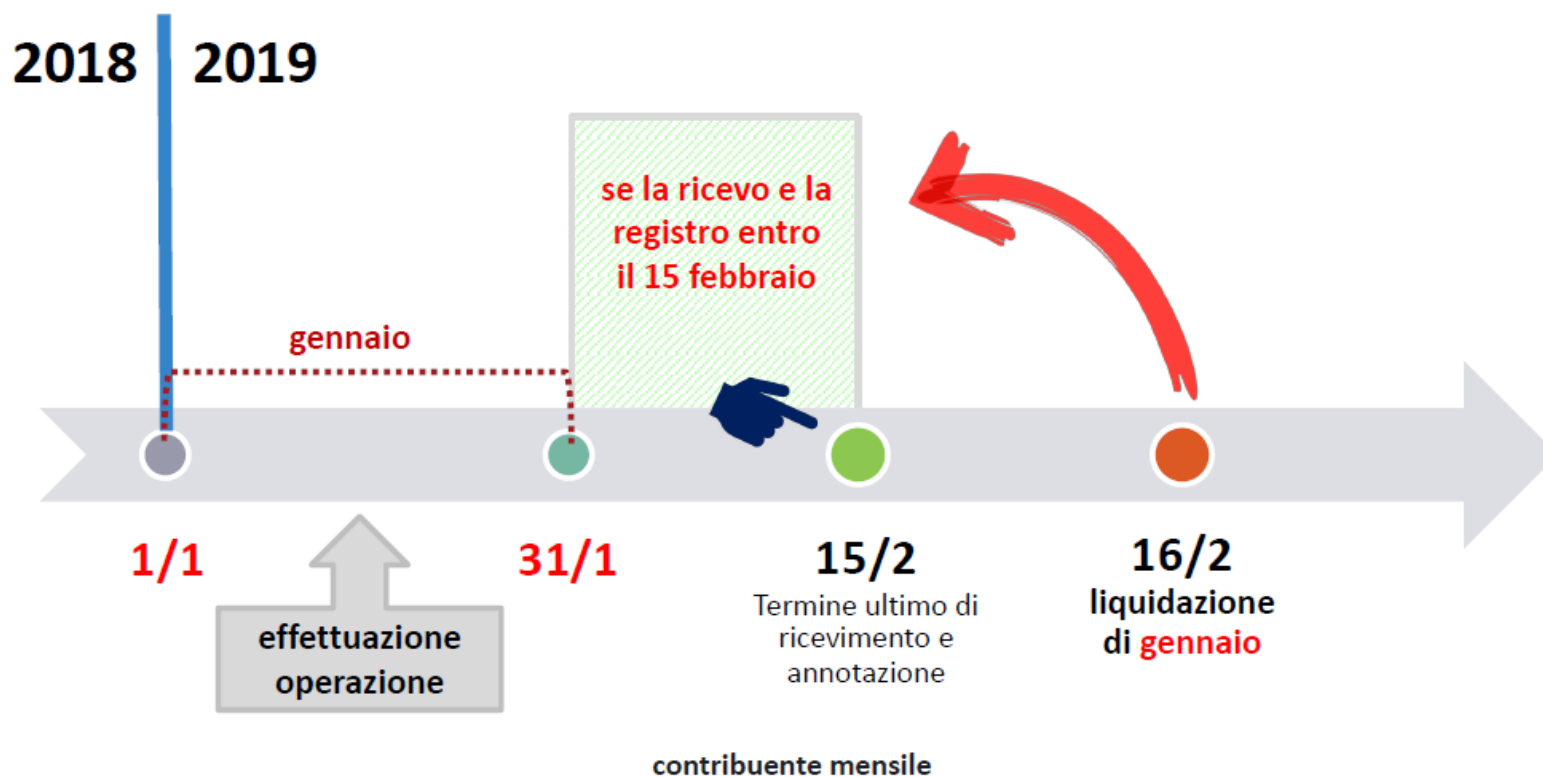 2018 2019
se la ricevo e la
registro entro
il 15 febbraio
gennaio
1/1
31/1
15/2
16/2
effettuazione
operazione
Termine ultimo di
ricevimento e
annotazione
liquidazione
di gennaio
contribuente mensile